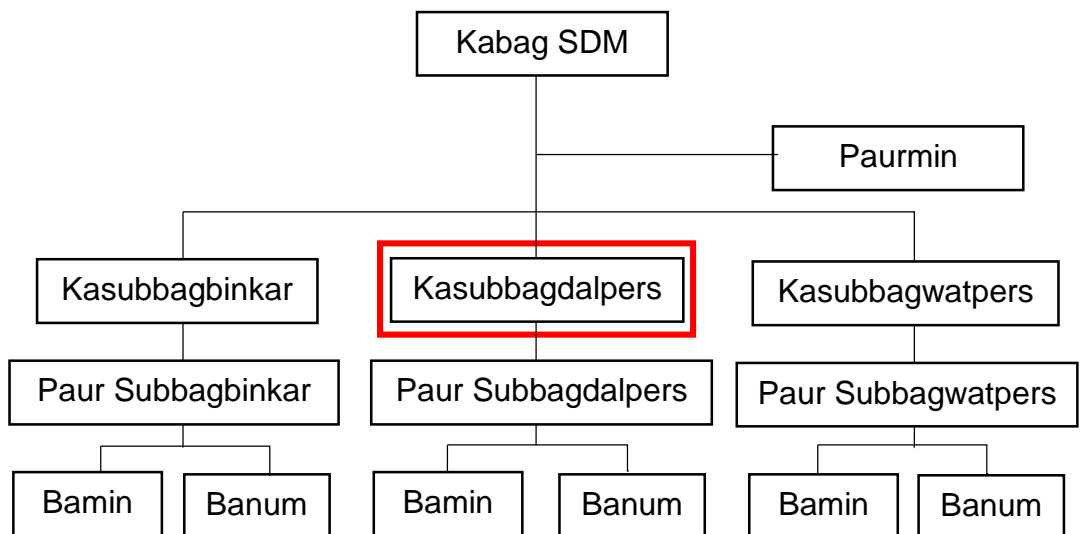 Kabag SDM
Paurmin
Kasubbagbinkar
Kasubbagdalpers
Kasubbagwatpers
Paur Subbagbinkar
Paur Subbagdalpers
Paur Subbagwatpers
Bamin
Banum
Bamin
Banum
Bamin
Banum